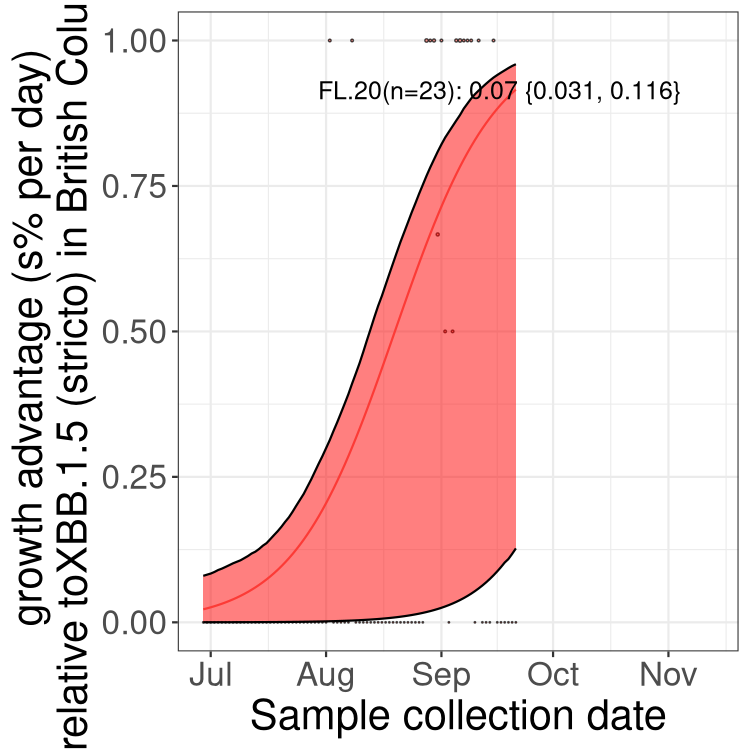 growth advantage (s% per day)
relative toXBB.1.5 (stricto) in British Colu
1.00
0.75
0.50
0.25
0.00
FL.20(n=23): 0.07 {0.031, 0.116}
Jul Aug Sep Oct Nov
Sample collection date